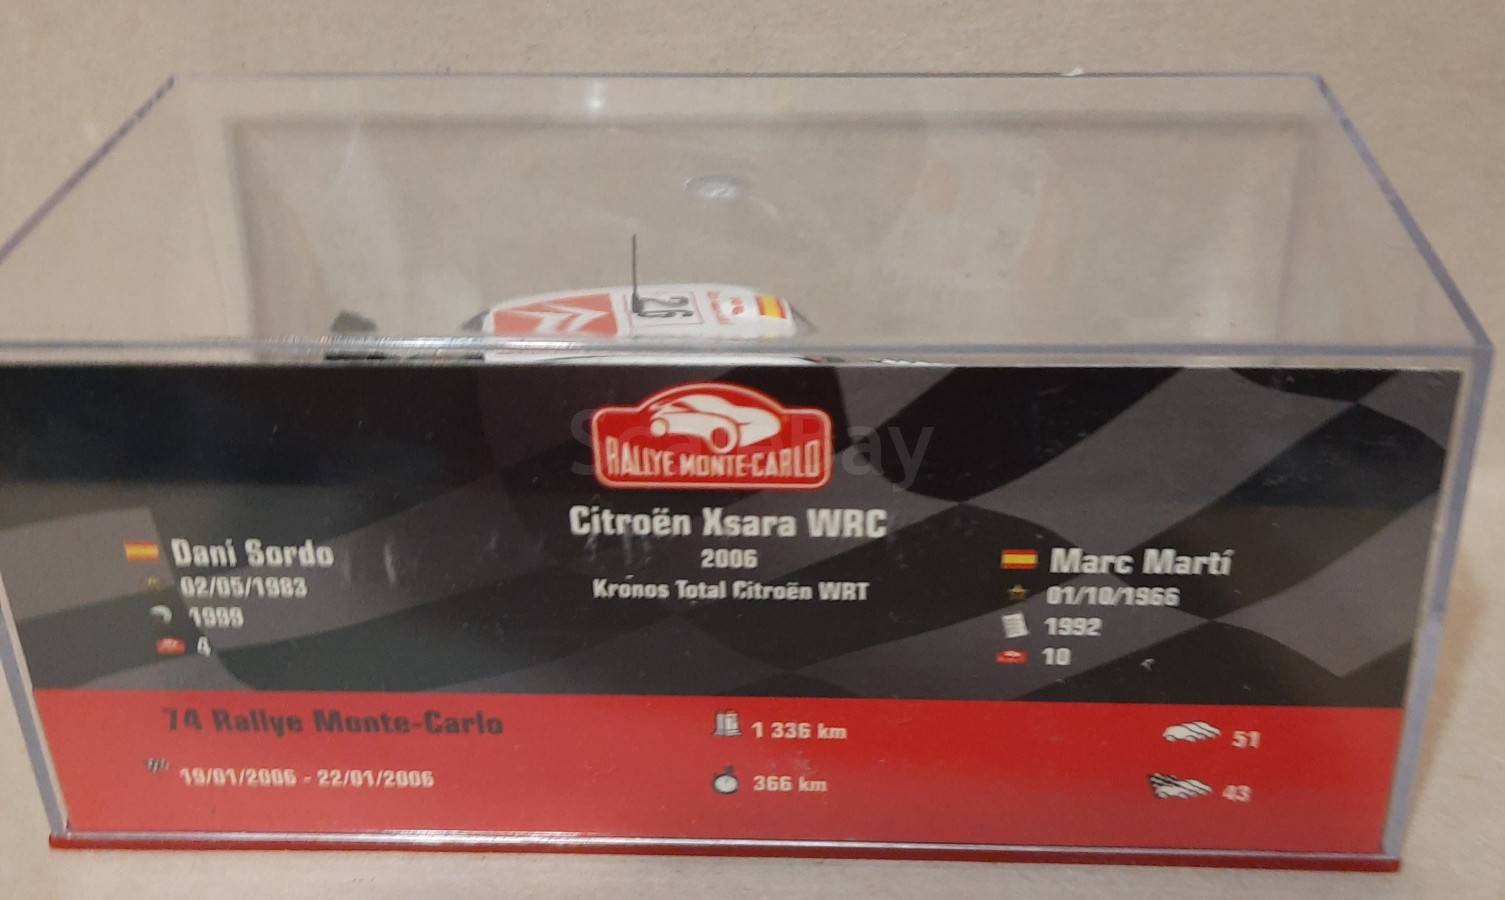 26
RALLYE MONTE-CARLO
ScaleBay
Citroën Xsara WRC
2006
Kronos Total Citroën WRT
Dani Sordo
02/05/1983
1999
4
Marc Martí
01/10/1966
1992
10
74 Rallye Monte-Carlo
19/01/2006 - 22/01/2006
1 336 km
366 km
51
43